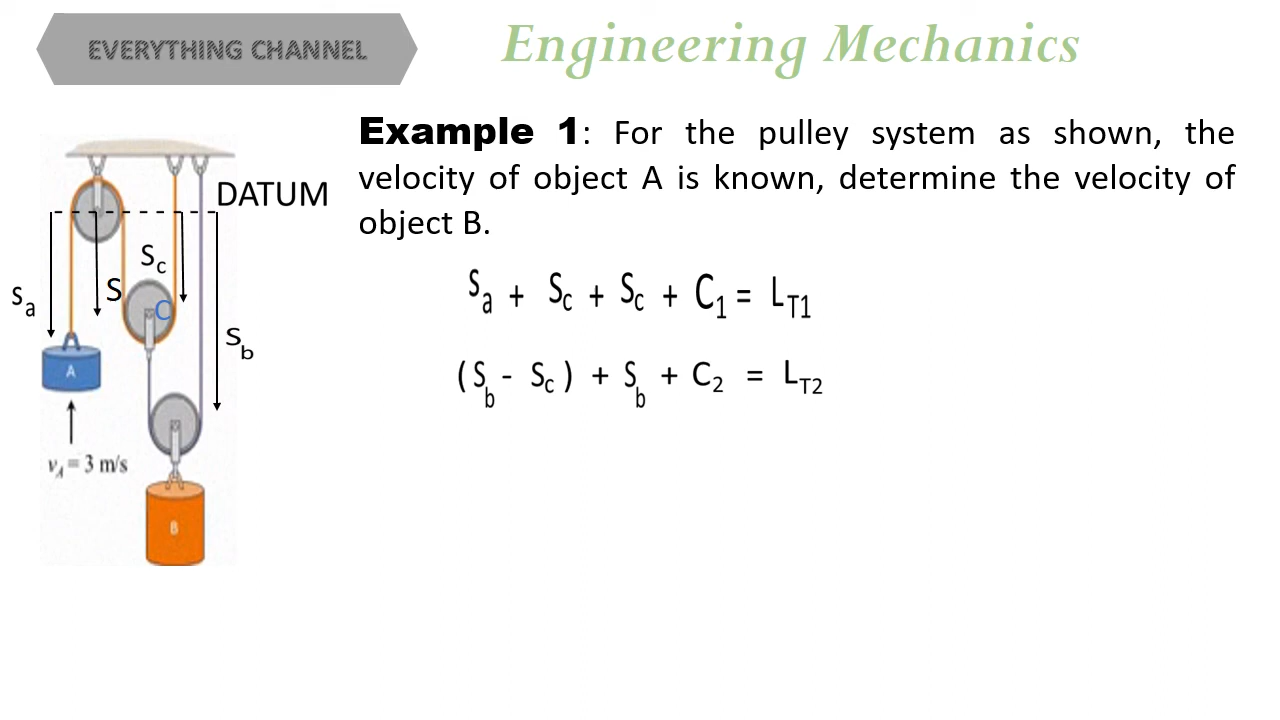 EVERYTHING CHANNEL
Engineering Mechanics
Example 1: For the pulley system as shown, the
velocity of object A is known, determine the velocity of
object B.
DATUM
Sc
Sa
S
C
Sb
A
vA = 3 m/s
B
Sa + Sc + Sc + C1 = LT1
(Sb - Sc) + Sb + C2 = LT2